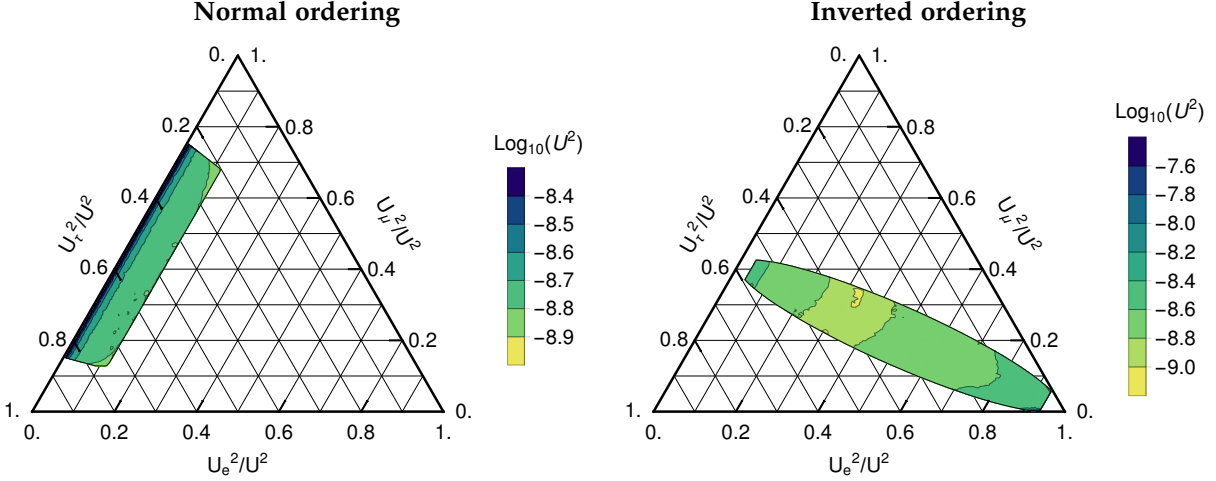 Normal ordering
0. 1.
0.2 0.8
0.4 0.6
0.6 0.4
0.8 0.2
1. 0.
0. 0.2 0.4 0.6 0.8 1.
Uτ²/U²
Uμ²/U²
Ue²/U²
Log₁₀(U²)
−8.4
−8.5
−8.6
−8.7
−8.8
−8.9
Inverted ordering
0. 1.
0.2 0.8
0.4 0.6
0.6 0.4
0.8 0.2
1. 0.
0. 0.2 0.4 0.6 0.8 1.
Uτ²/U²
Uμ²/U²
Ue²/U²
Log₁₀(U²)
−7.6
−7.8
−8.0
−8.2
−8.4
−8.6
−8.8
−9.0